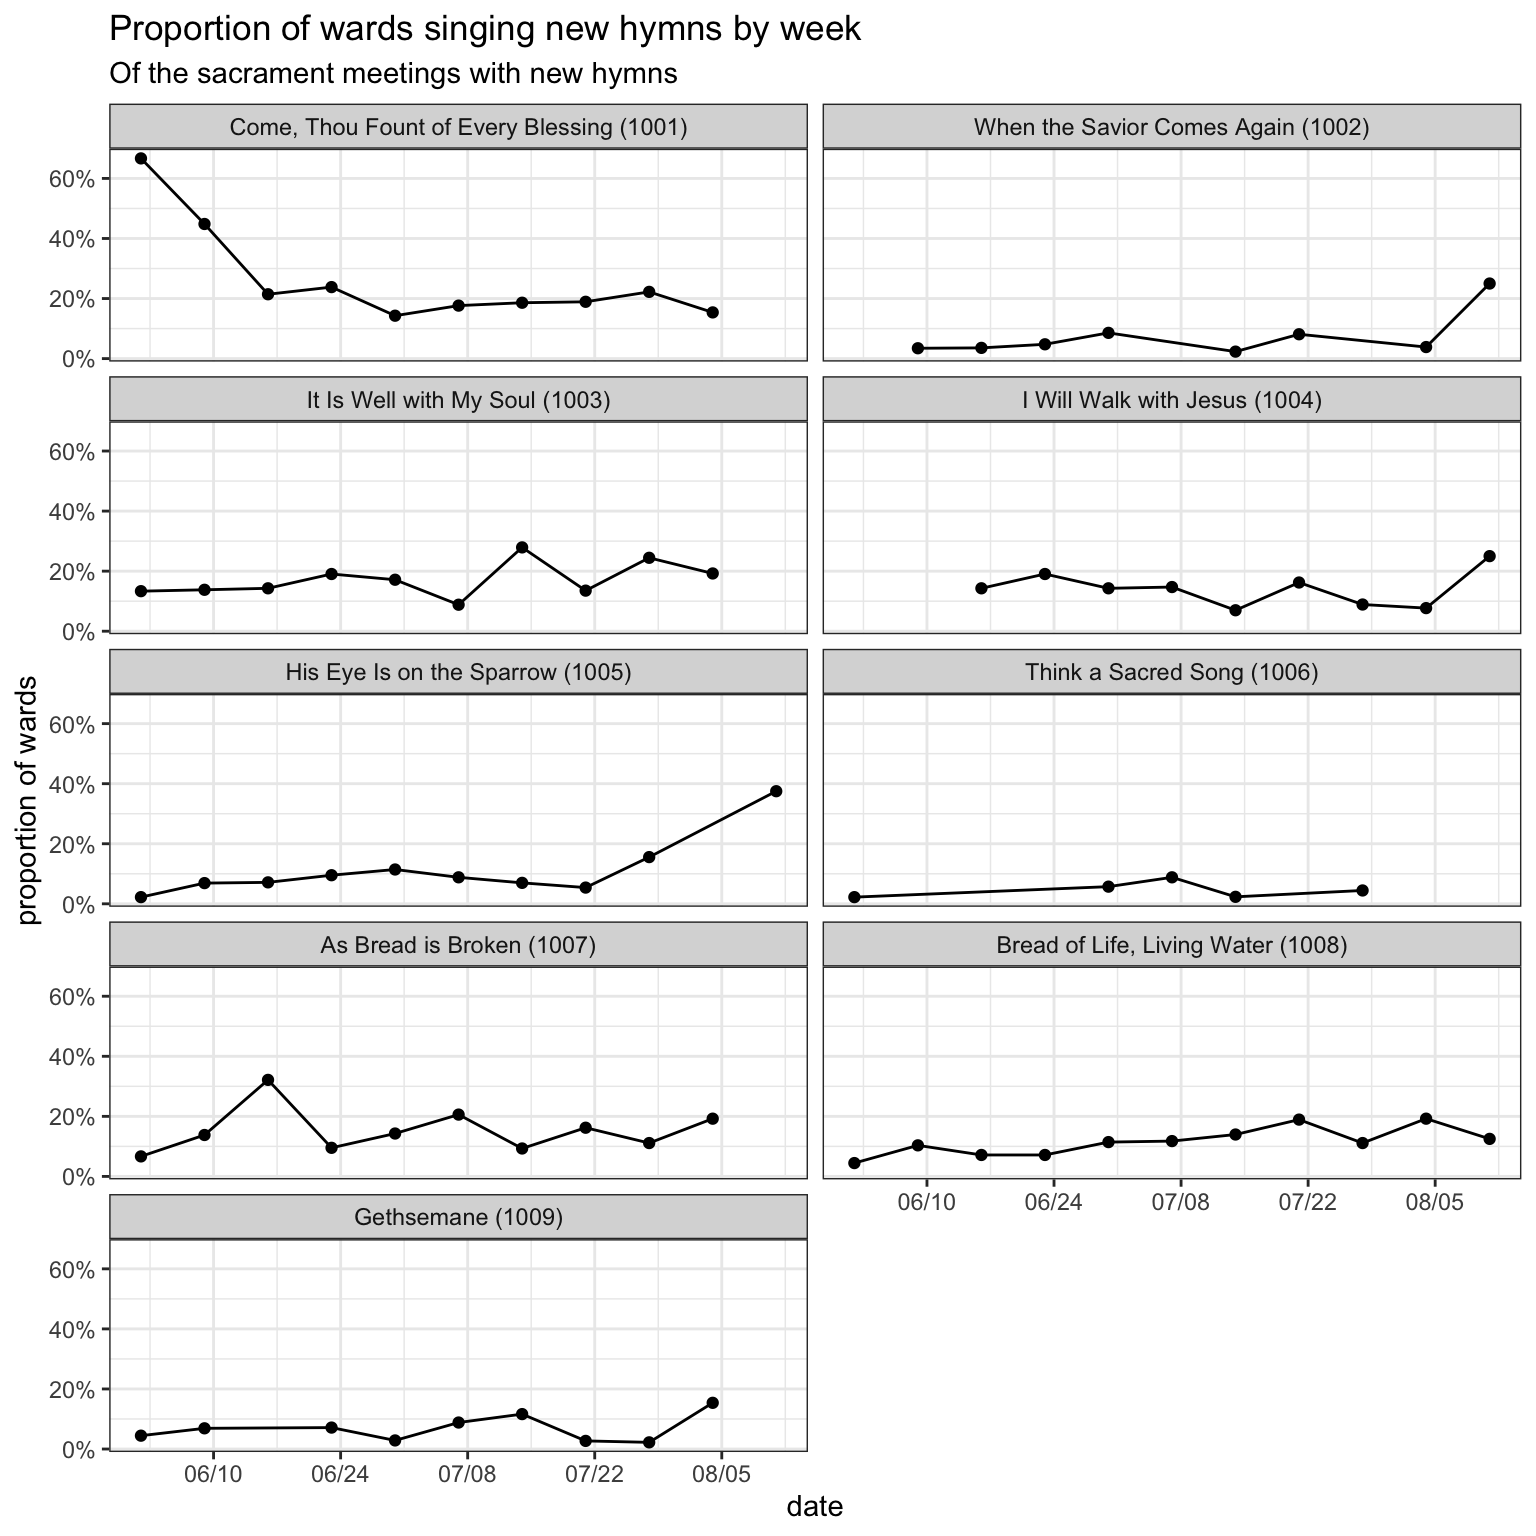 Proportion of wards singing new hymns by week
Of the sacrament meetings with new hymns
Come, Thou Fount of Every Blessing (1001)
When the Savior Comes Again (1002)
60%
40%
20%
0%
It Is Well with My Soul (1003)
I Will Walk with Jesus (1004)
60%
40%
20%
0%
His Eye Is on the Sparrow (1005)
Think a Sacred Song (1006)
60%
40%
20%
0%
As Bread is Broken (1007)
Bread of Life, Living Water (1008)
60%
40%
20%
0%
06/10 06/24 07/08 07/22 08/05
Gethsemane (1009)
60%
40%
20%
0%
06/10 06/24 07/08 07/22 08/05
date
proportion of wards